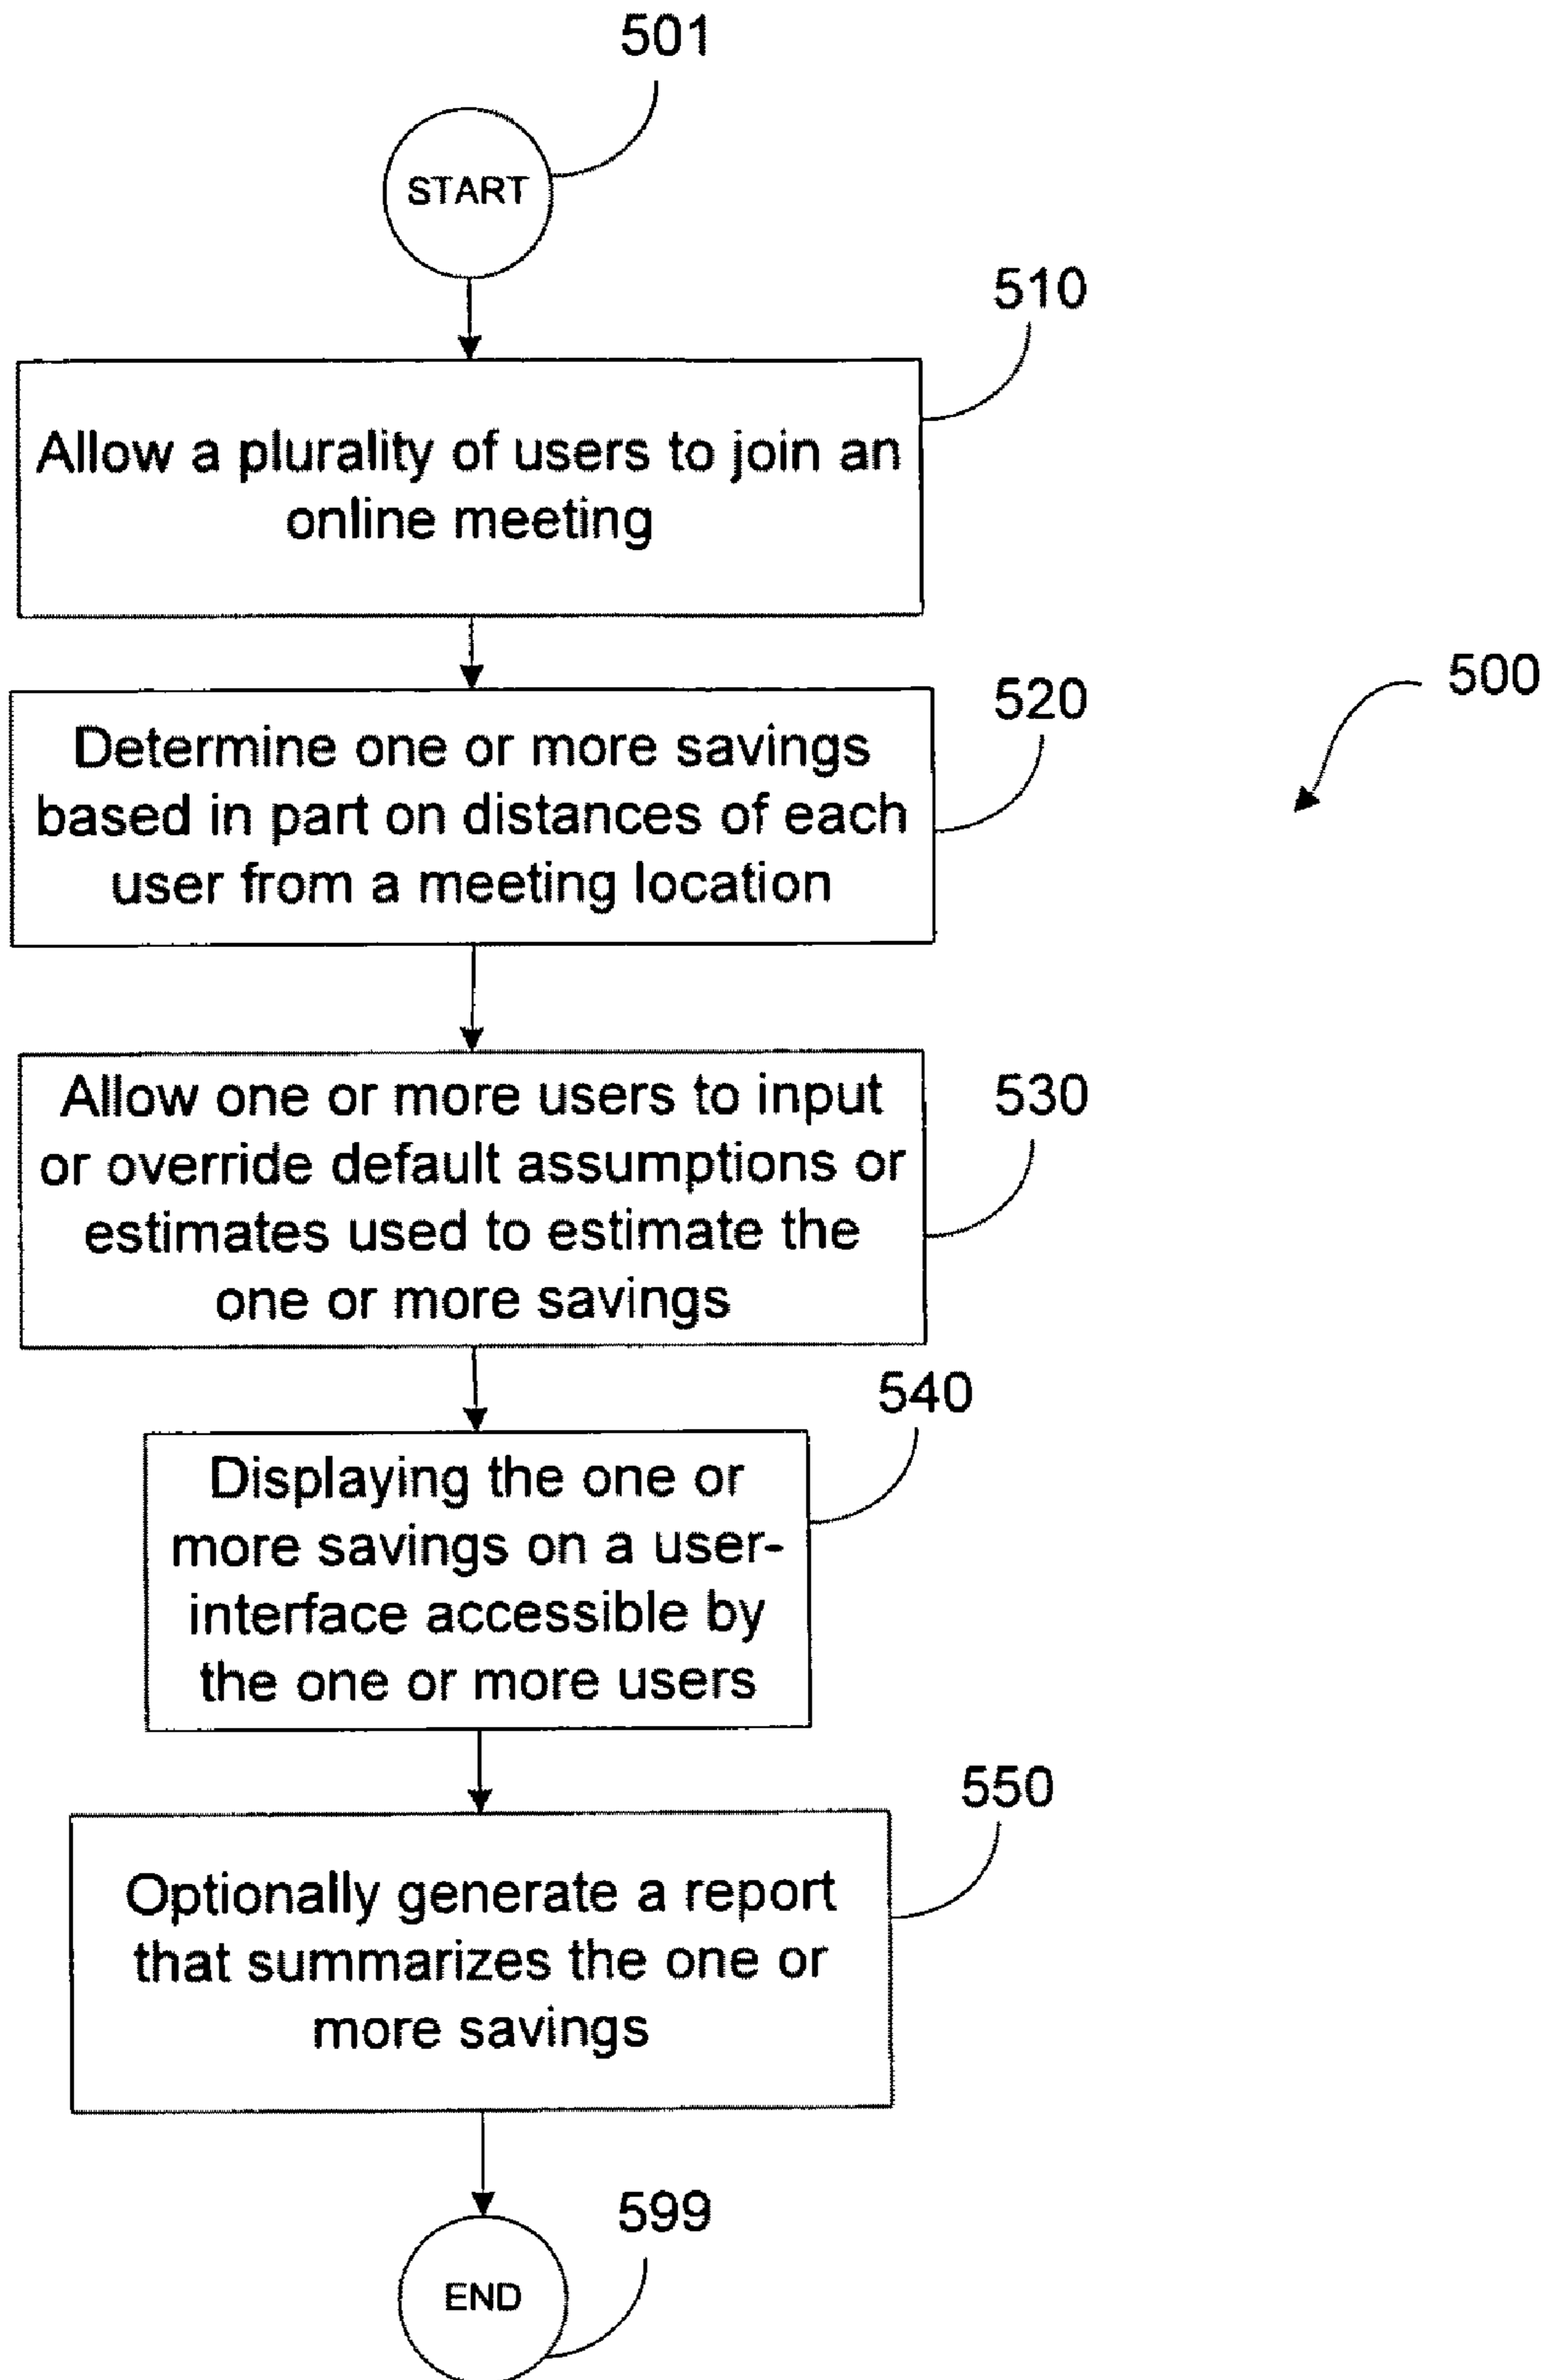 501
START
510
Allow a plurality of users to join an
online meeting
500
520
Determine one or more savings
based in part on distances of each
user from a meeting location
530
Allow one or more users to input
or override default assumptions or
estimates used to estimate the
one or more savings
540
Displaying the one or
more savings on a user-
interface accessible by
the one or more users
550
Optionally generate a report
that summarizes the one or
more savings
599
END